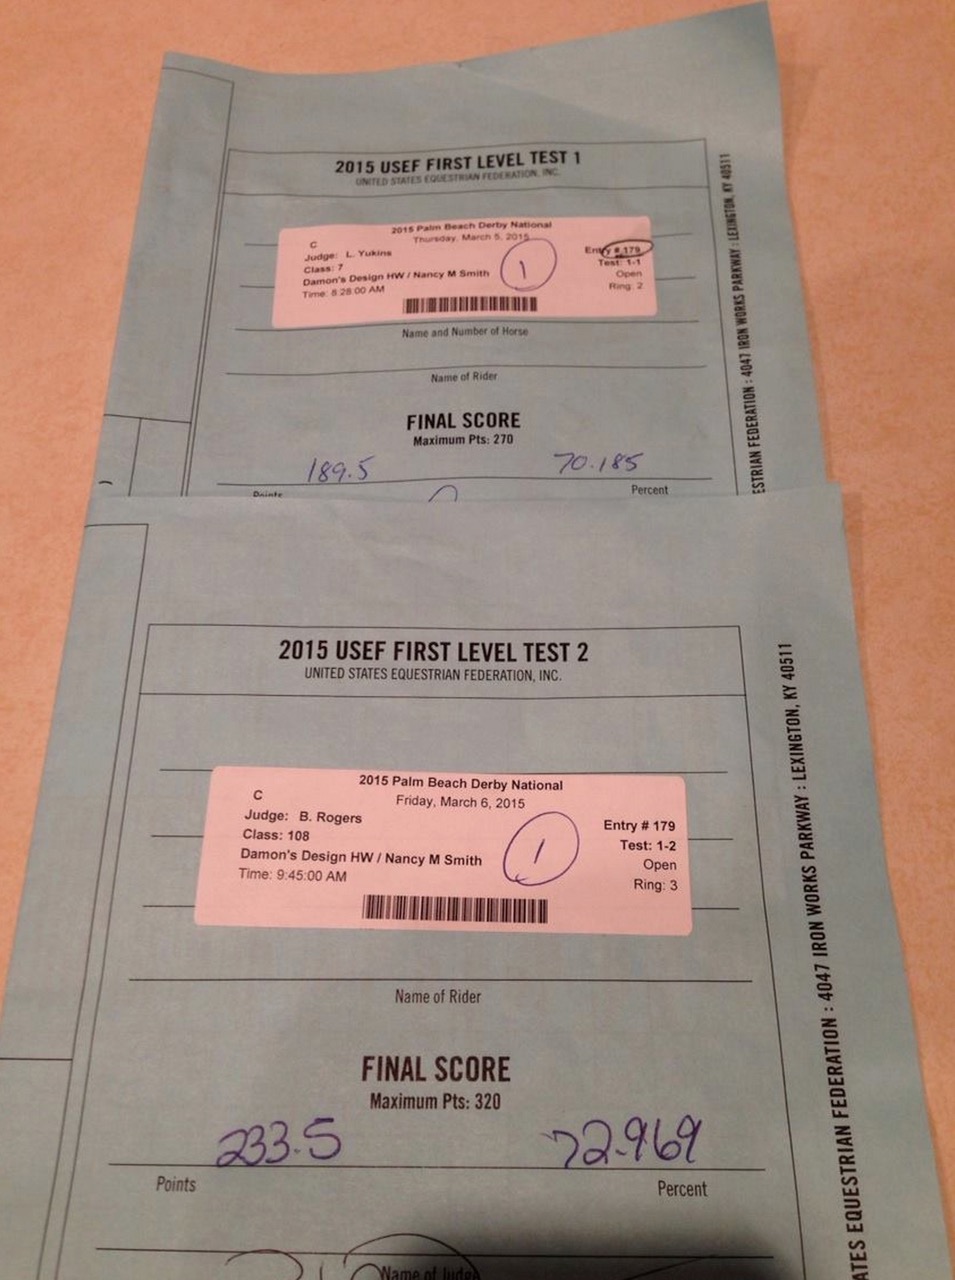 2015 USEF FIRST LEVEL TEST 1
UNITED STATES EQUESTRIAN FEDERATION, INC.
2015 Palm Beach Derby National
Thursday, March 5, 2015
C
Judge: L. Yukins
Class: 7
Damon's Design HW / Nancy M Smith
Time: 8:28:00 AM
1
Entry # 179
Test: 1-1
Open
Ring: 2
Name and Number of Horse
Name of Rider
FINAL SCORE
Maximum Pts: 270
189.5 70.185
Points Percent
ESTRIAN FEDERATION : 4047 IRON WORKS PARKWAY : LEXINGTON, KY 40511
2015 USEF FIRST LEVEL TEST 2
UNITED STATES EQUESTRIAN FEDERATION, INC.
2015 Palm Beach Derby National
Friday, March 6, 2015
C
Judge: B. Rogers
Class: 108
Damon's Design HW / Nancy M Smith
Time: 9:45:00 AM
1
Entry # 179
Test: 1-2
Open
Ring: 3
Name of Rider
FINAL SCORE
Maximum Pts: 320
233.5 72.969
Points Percent
Name of Judge
ATES EQUESTRIAN FEDERATION : 4047 IRON WORKS PARKWAY : LEXINGTON, KY 40511